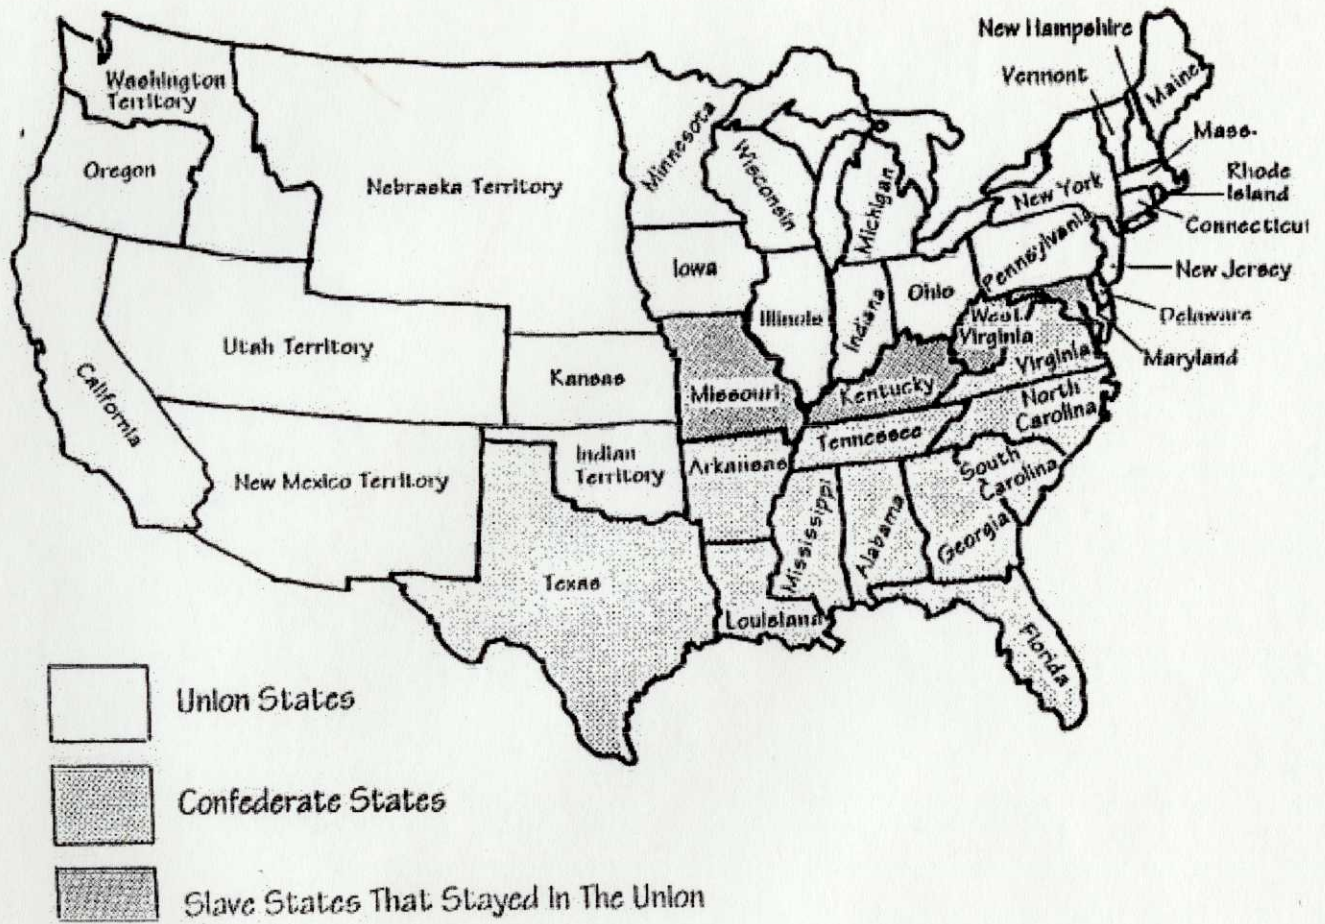 New Hampshire
Vermont
Maine
Mass.
Rhode
Island
Connecticut
New Jersey
Delaware
Maryland
Washington
Territory
Oregon
Nebraska Territory
Minnesota
Wisconsin
Michigan
New York
Pennsylvania
Iowa
Illinois
Indiana
Ohio
West
Virginia
Virginia
Utah Territory
California
Kansas
Missouri
Kentucky
North
Carolina
Tennessee
New Mexico Territory
Indian
Territory
Arkansas
South
Carolina
Mississippi
Alabama
Georgia
Texas
Louisiana
Florida
Union States
Confederate States
Slave States That Stayed In The Union